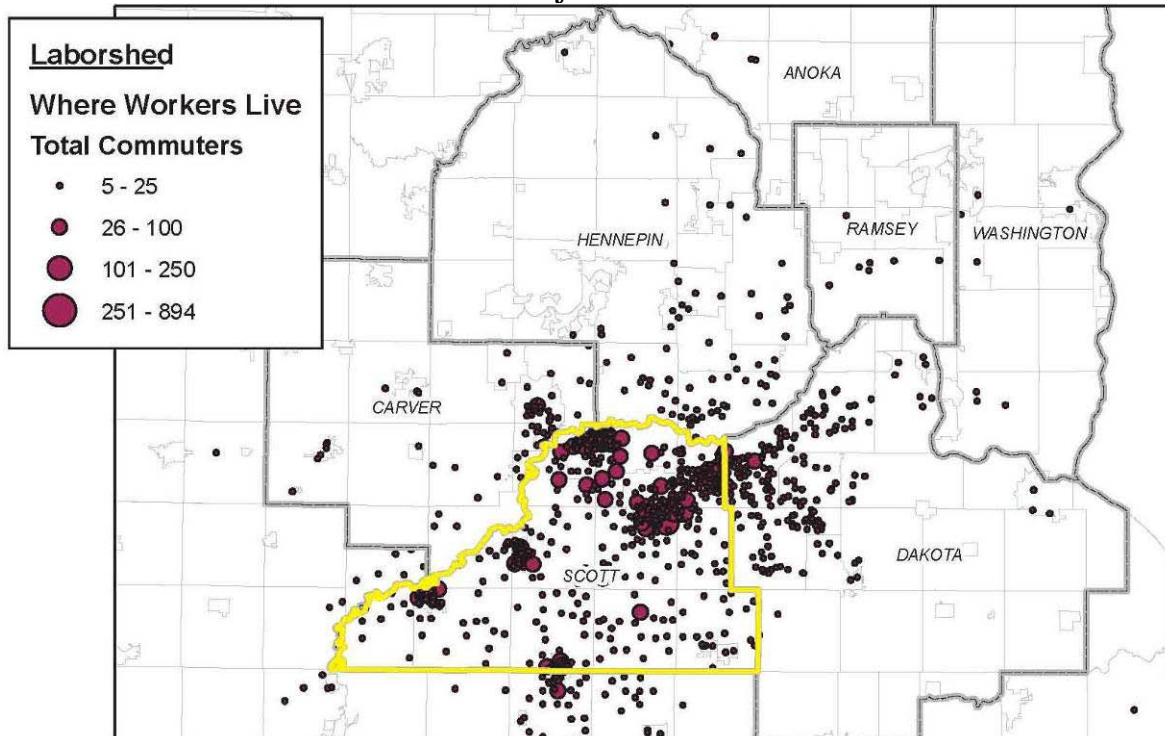 Laborshed
Where Workers Live
Total Commuters
5 - 25
26 - 100
101 - 250
251 - 894
ANOKA
HENNEPIN
RAMSEY
WASHINGTON
CARVER
SCOTT
DAKOTA